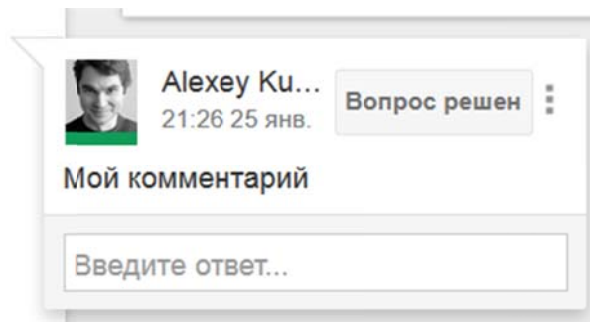 Alexey Ku...
Вопрос решен
21:26 25 янв.
Мой комментарий
Введите ответ...